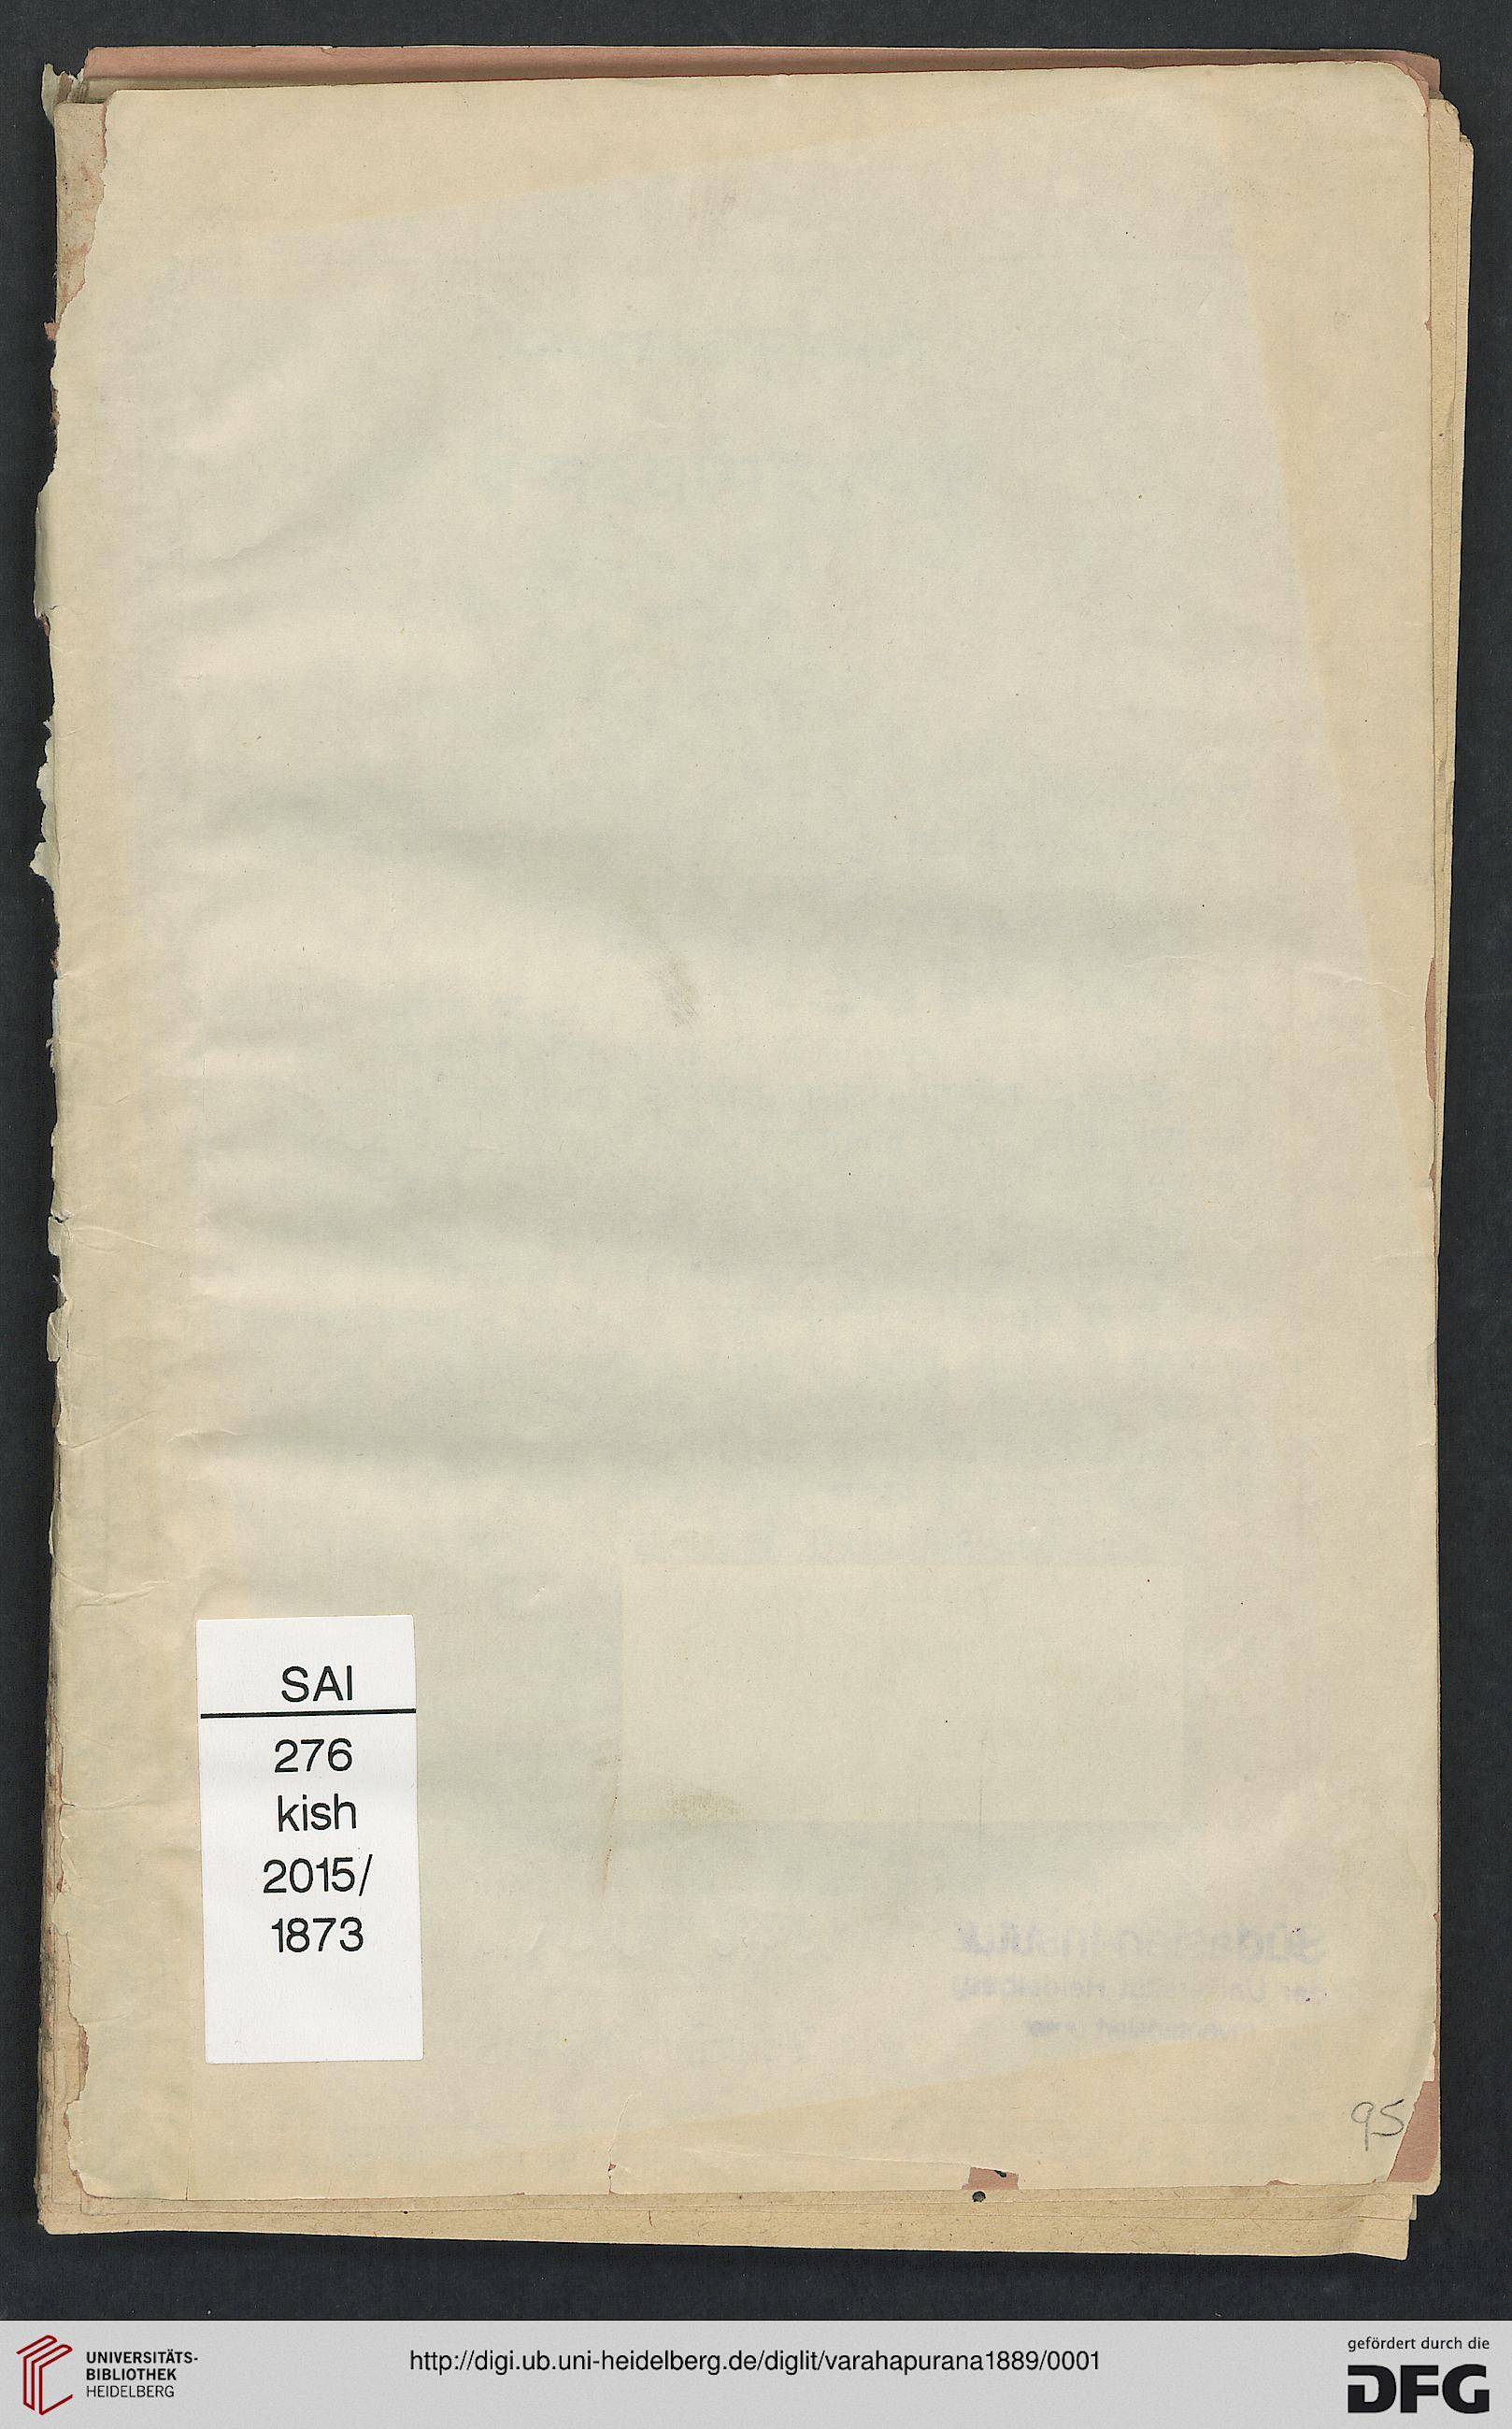 SAI
276
kish
2015/
1873
95
UNIVERSITÄTS-
BIBLIOTHEK
HEIDELBERG
http://digi.ub.uni-heidelberg.de/diglit/varahapurana1889/0001
gefördert durch die
DFG